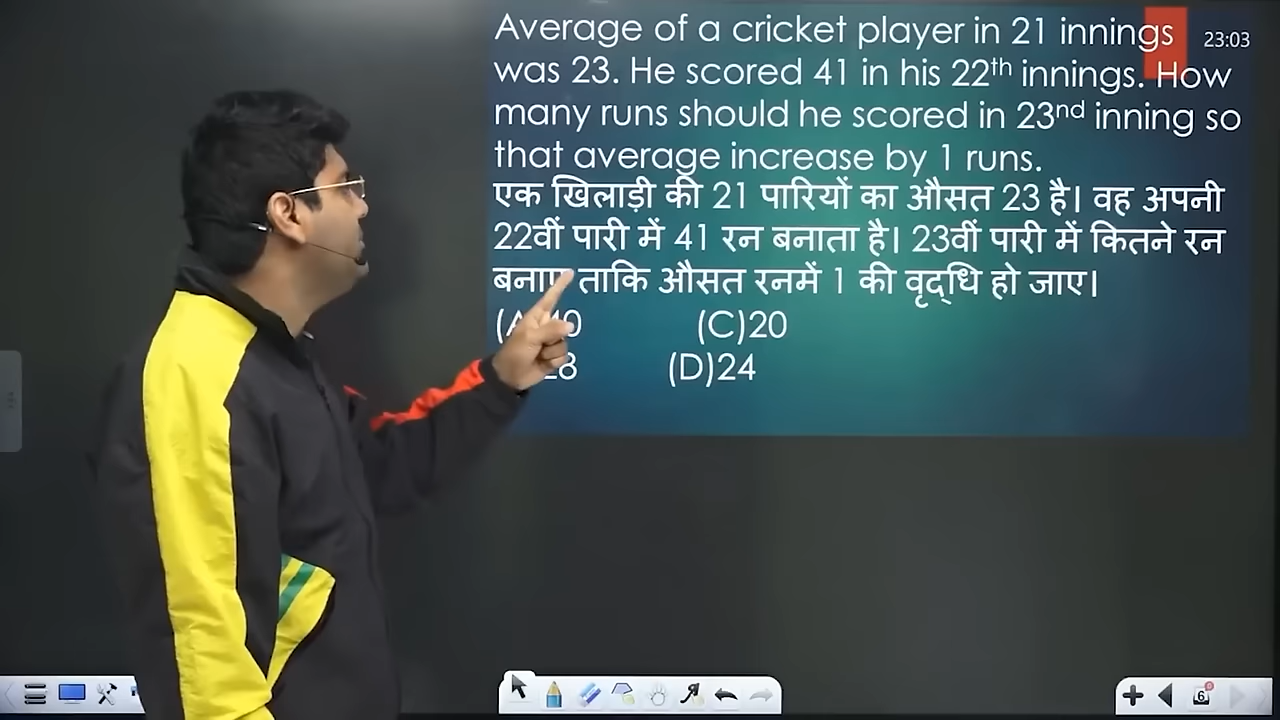 Average of a cricket player in 21 innings
23:03
was 23. He scored 41 in his 22th innings. How
many runs should he scored in 23nd inning so
that average increase by 1 runs.
एक खिलाड़ी की 21 पारियों का औसत 23 है। वह अपनी
22वीं पारी में 41 रन बनाता है। 23वीं पारी में कितने रन
बनाए ताकि औसत रनमें 1 की वृद्धि हो जाए।
(C)20
(D)24
6